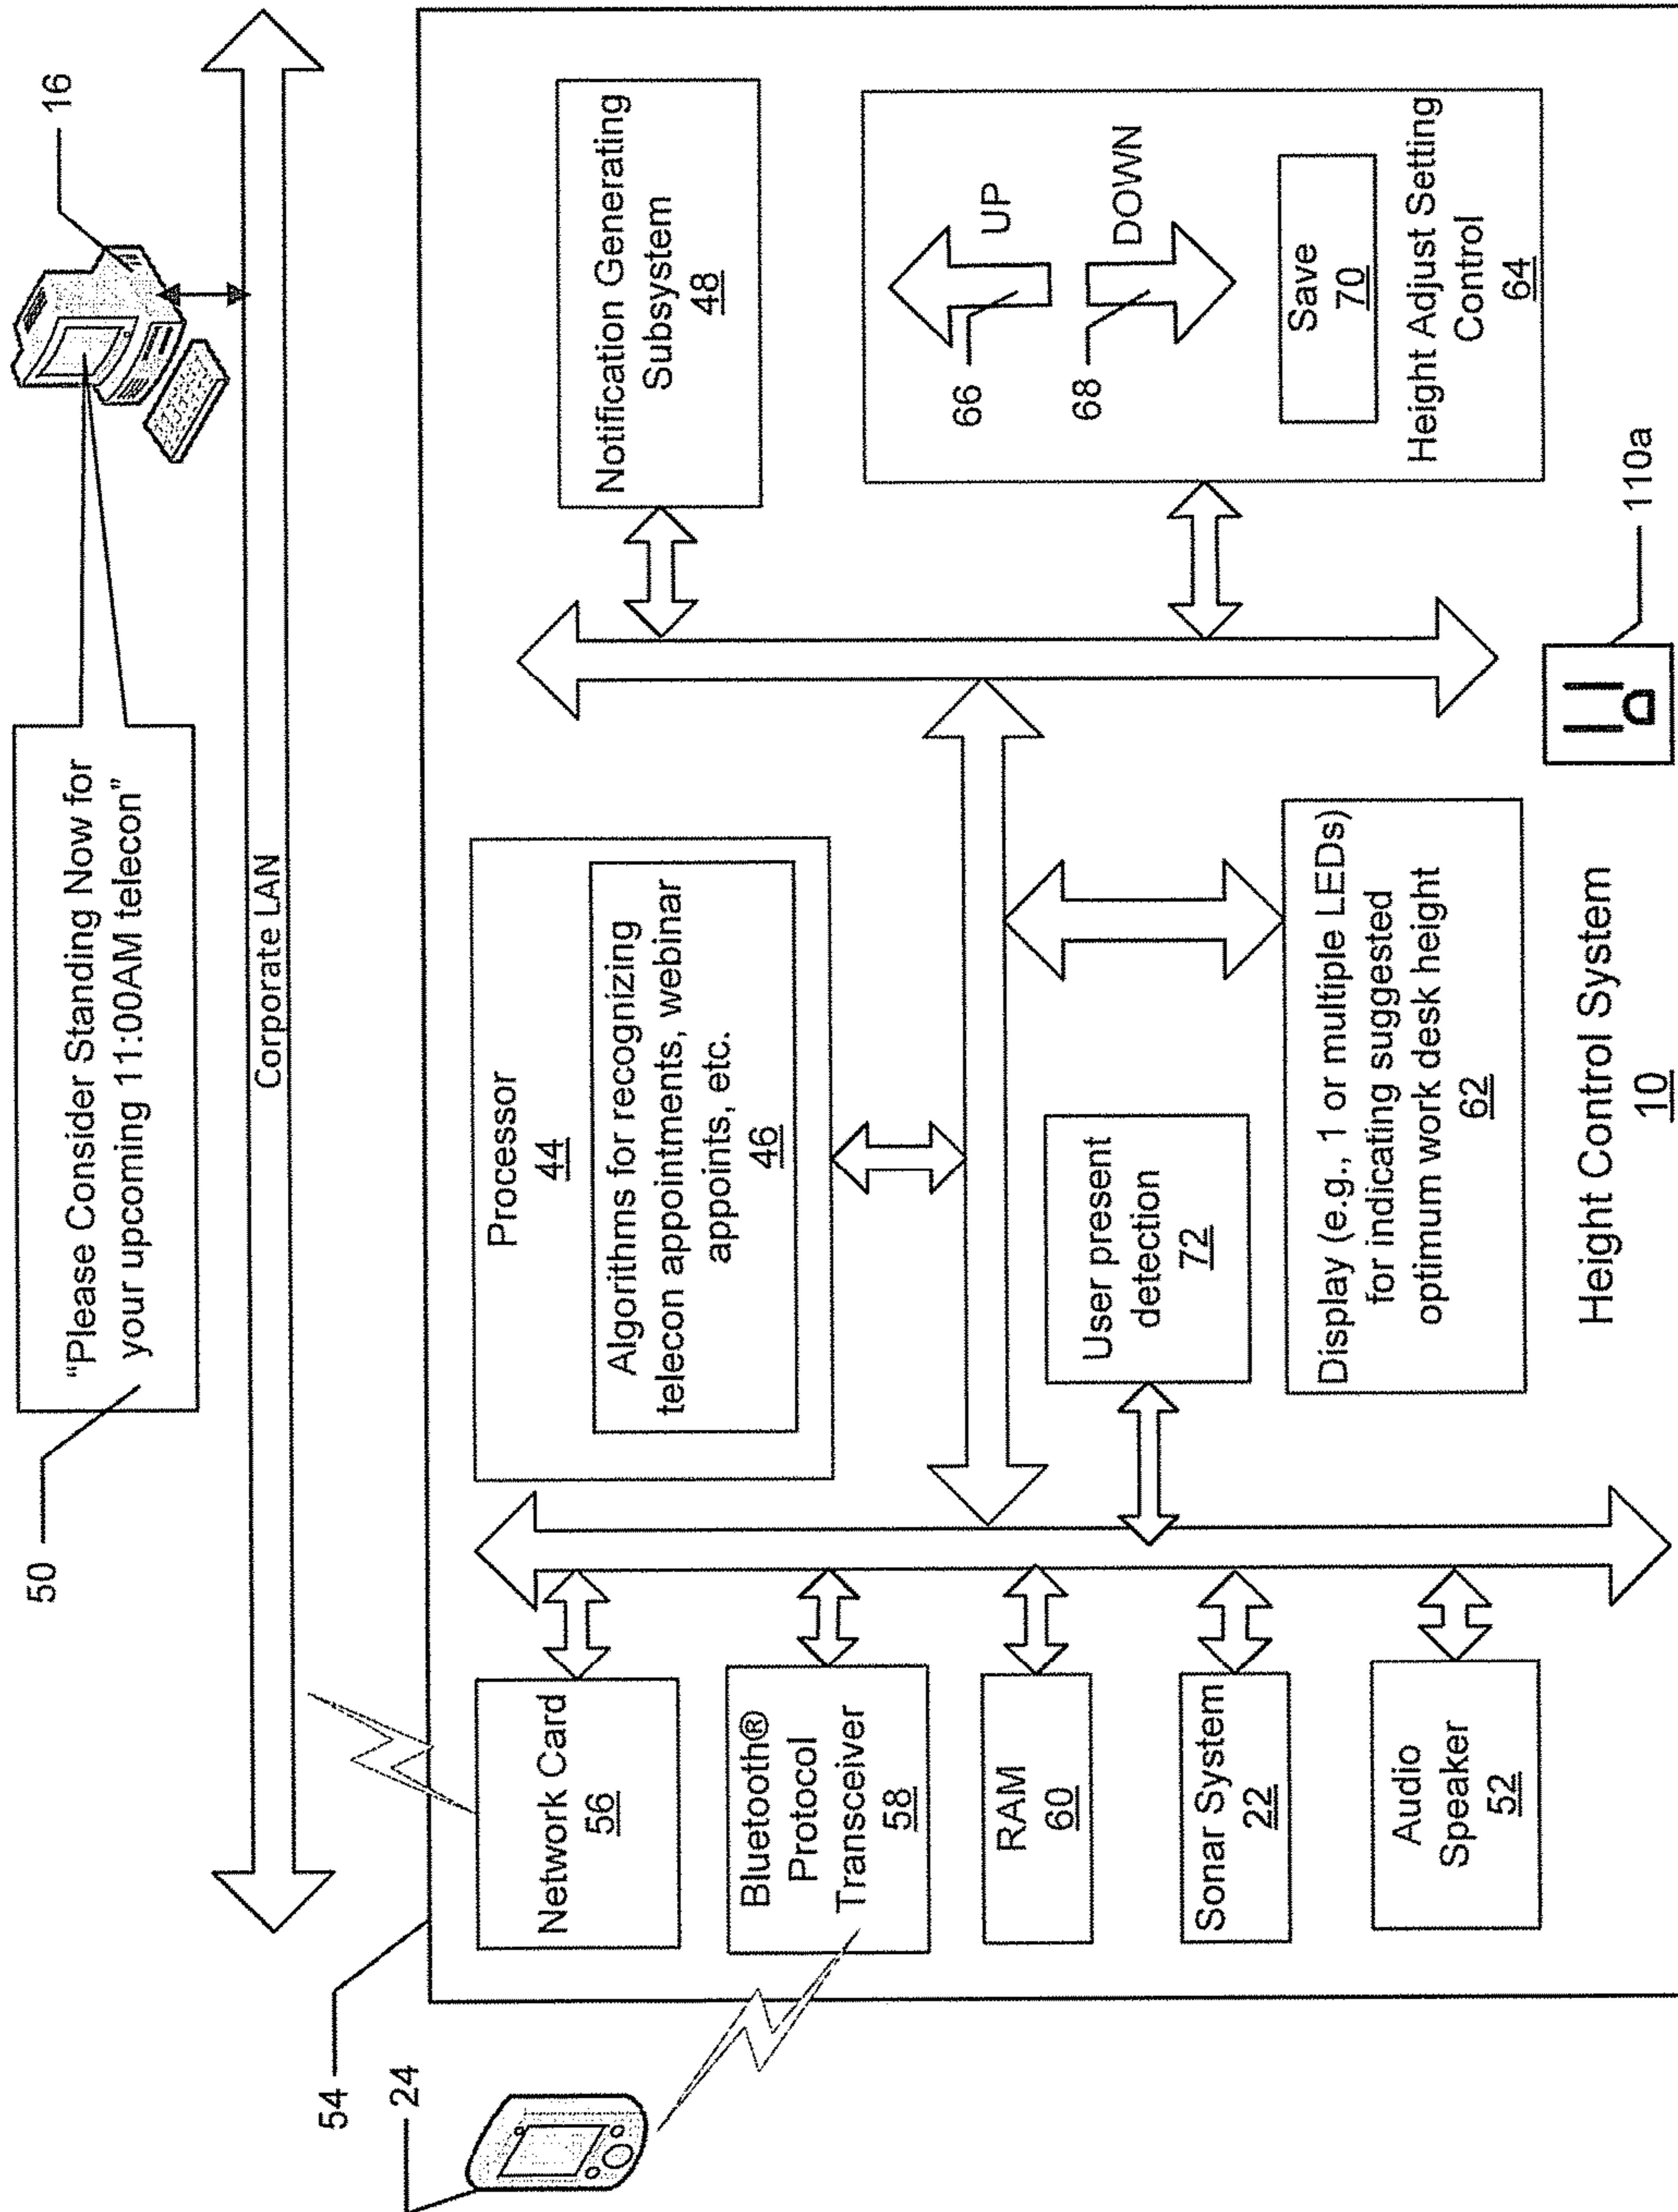 50
"Please Consider Standing Now for
your upcoming 11:00AM telecon"
16
Corporate LAN
54
24
Network Card
56
Bluetooth®
Protocol
Transceiver
58
RAM
60
Sonar System
22
Audio
Speaker
52
Processor
44
Algorithms for recognizing
telecon appointments, webinar
appoints, etc.
46
User present
detection
72
Display (e.g., 1 or multiple LEDs)
for indicating suggested
optimum work desk height
62
Notification Generating
Subsystem
48
66
UP
68
DOWN
Save
70
Height Adjust Setting
Control
64
110a
Height Control System
10